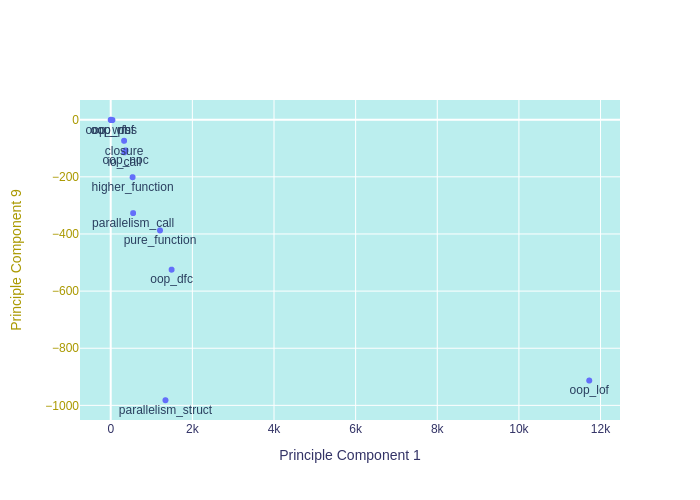 0
closure
oop_noc
−200
higher_function
parallelism_call
−400
pure_function
oop_dfc
−600
−800
oop_lof
−1000
parallelism_struct
0
2k
4k
6k
8k
10k
12k
Principle Component 1
Principle Component 9